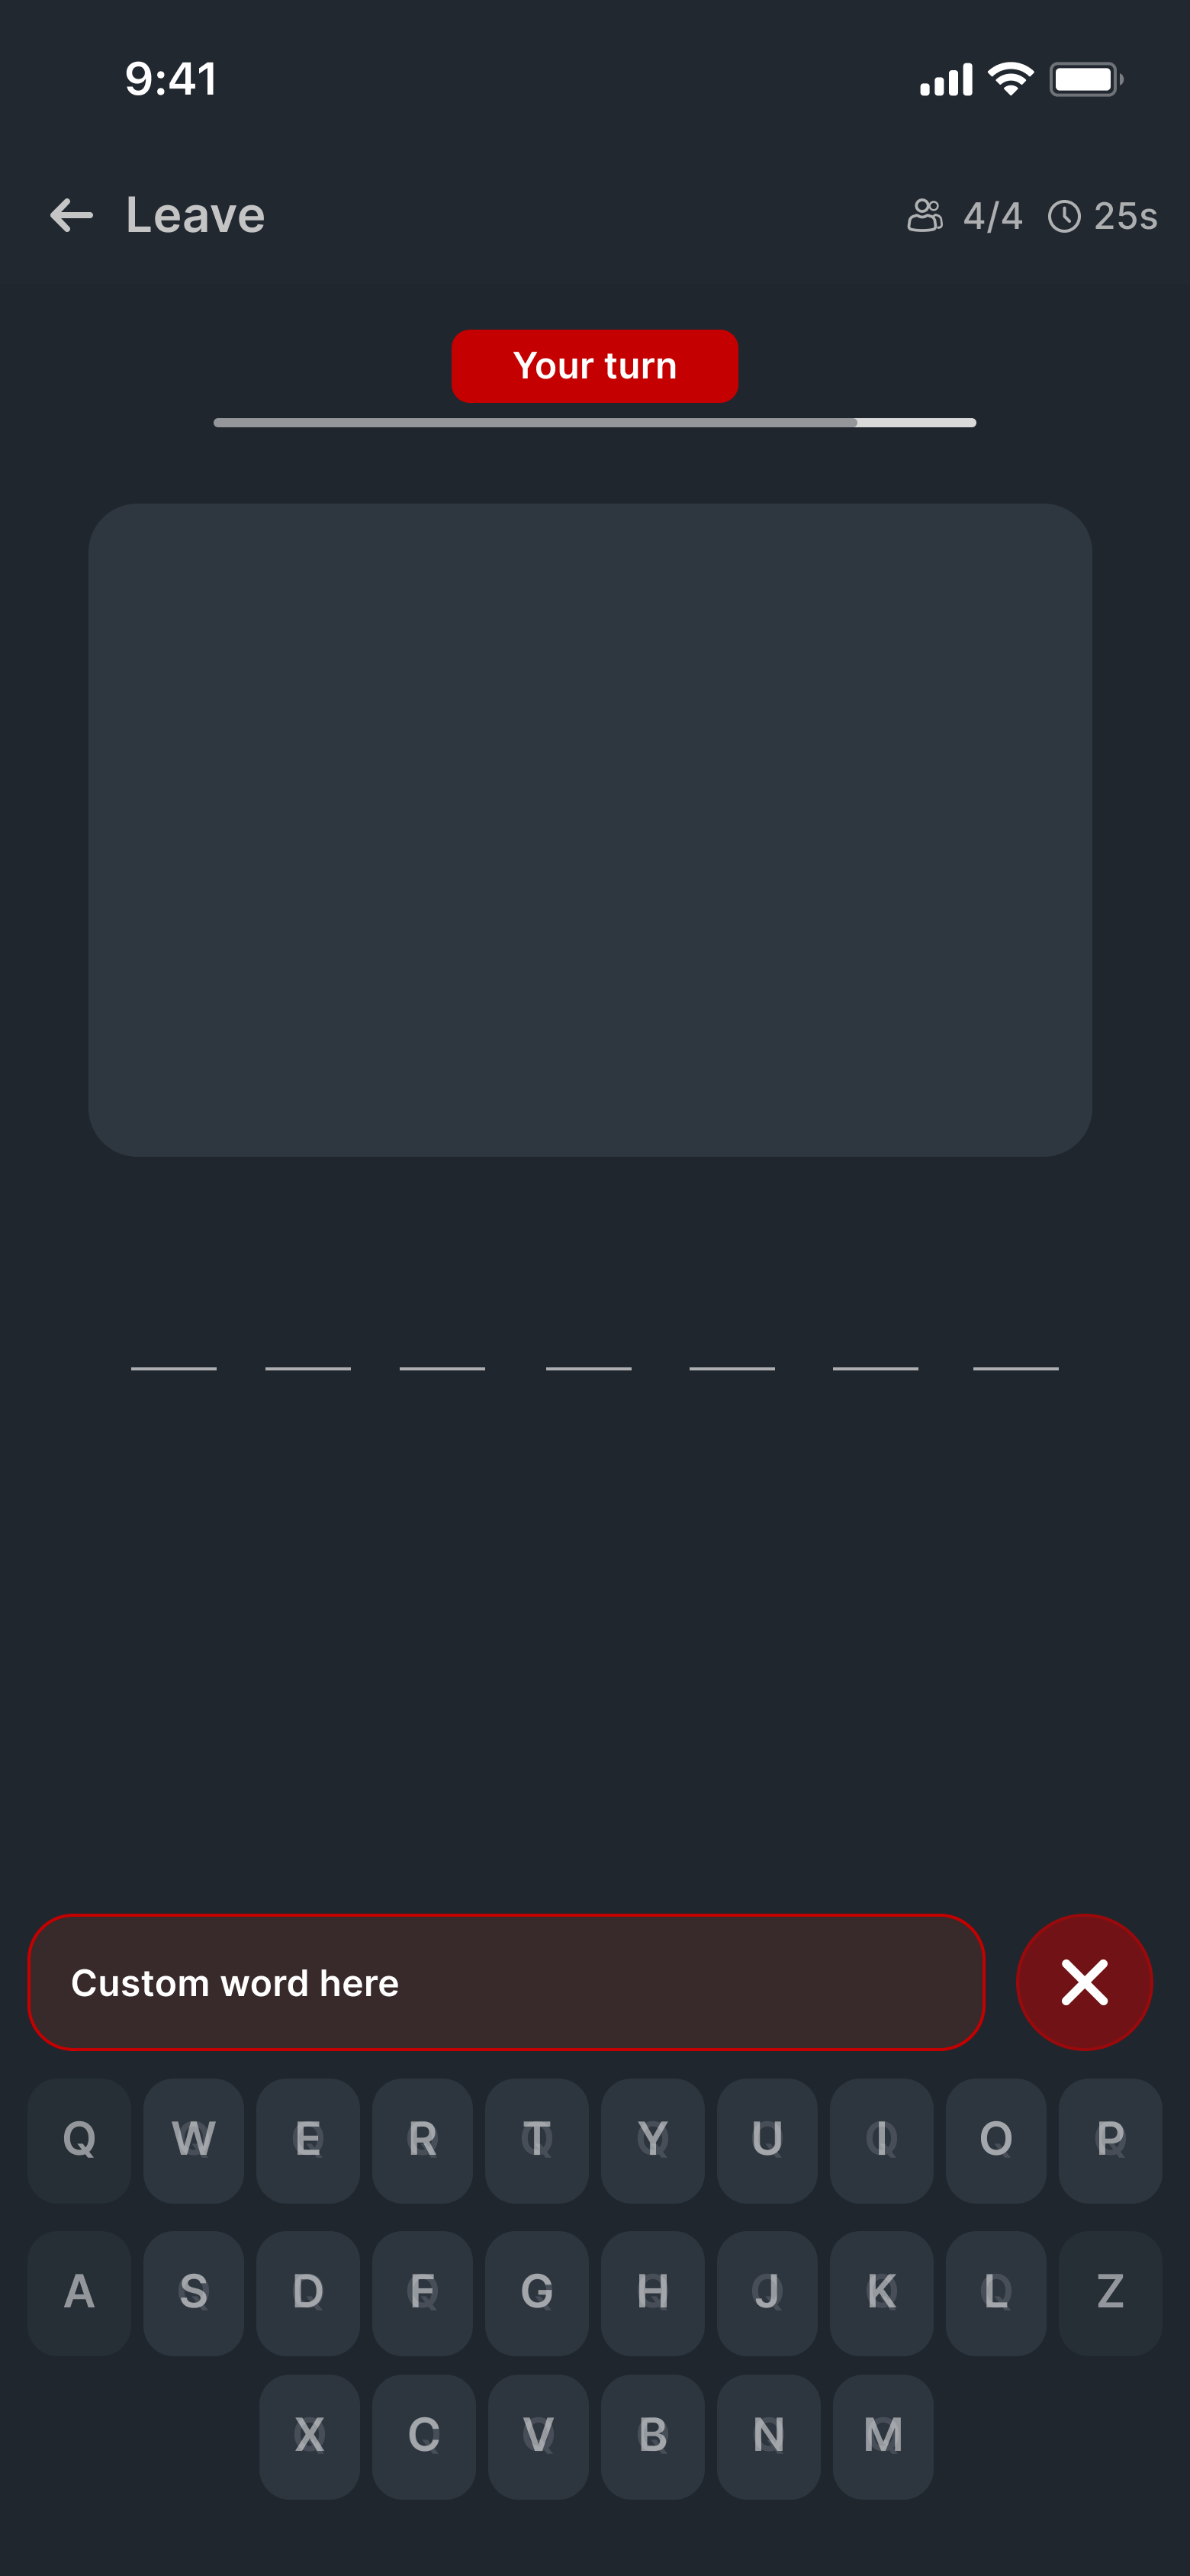 9:41
Leave 4/4 25s
Your turn
Custom word here
Q W E R T Y U I O P
A S D F G H J K L Z
X C V B N M